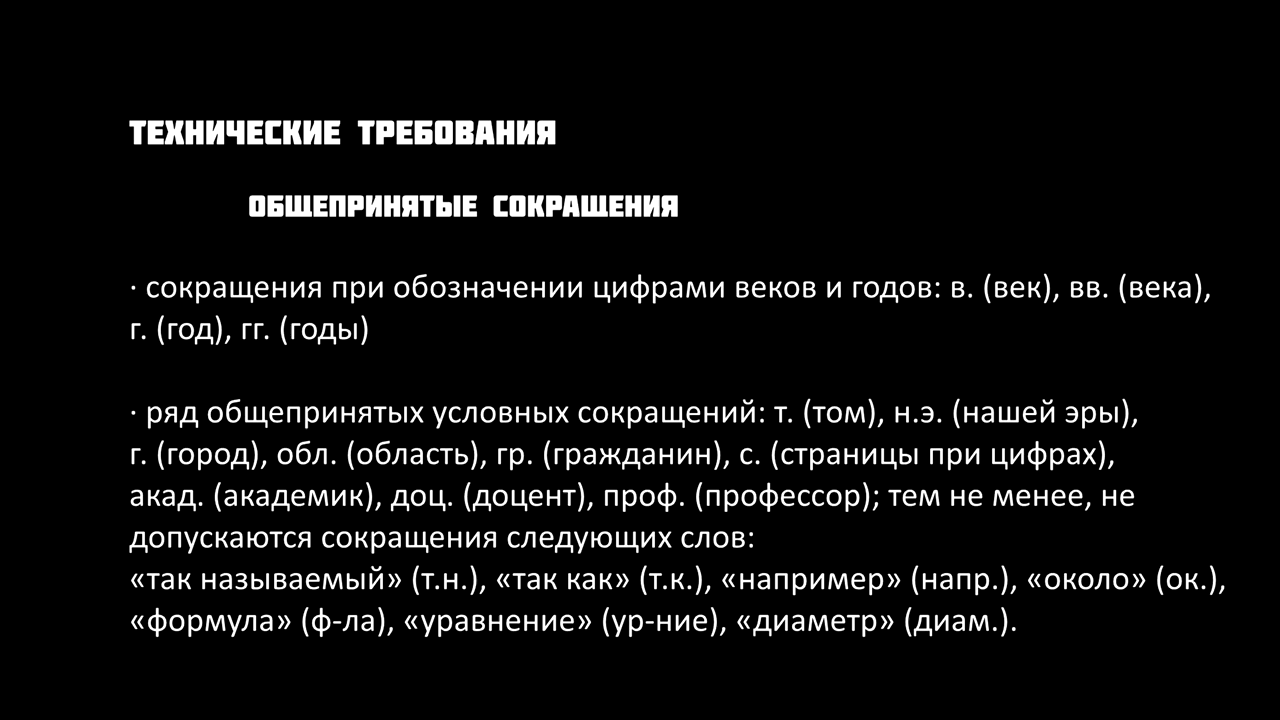 ТЕХНИЧЕСКИЕ ТРЕБОВАНИЯ
ОБЩЕПРИНЯТЫЕ СОКРАЩЕНИЯ
· сокращения при обозначении цифрами веков и годов: в. (век), вв. (века),
г. (год), гг. (годы)
· ряд общепринятых условных сокращений: т. (том), н.э. (нашей эры),
г. (город), обл. (область), гр. (гражданин), с. (страницы при цифрах),
акад. (академик), доц. (доцент), проф. (профессор); тем не менее, не
допускаются сокращения следующих слов:
«так называемый» (т.н.), «так как» (т.к.), «например» (напр.), «около» (ок.),
«формула» (ф-ла), «уравнение» (ур-ние), «диаметр» (диам.).